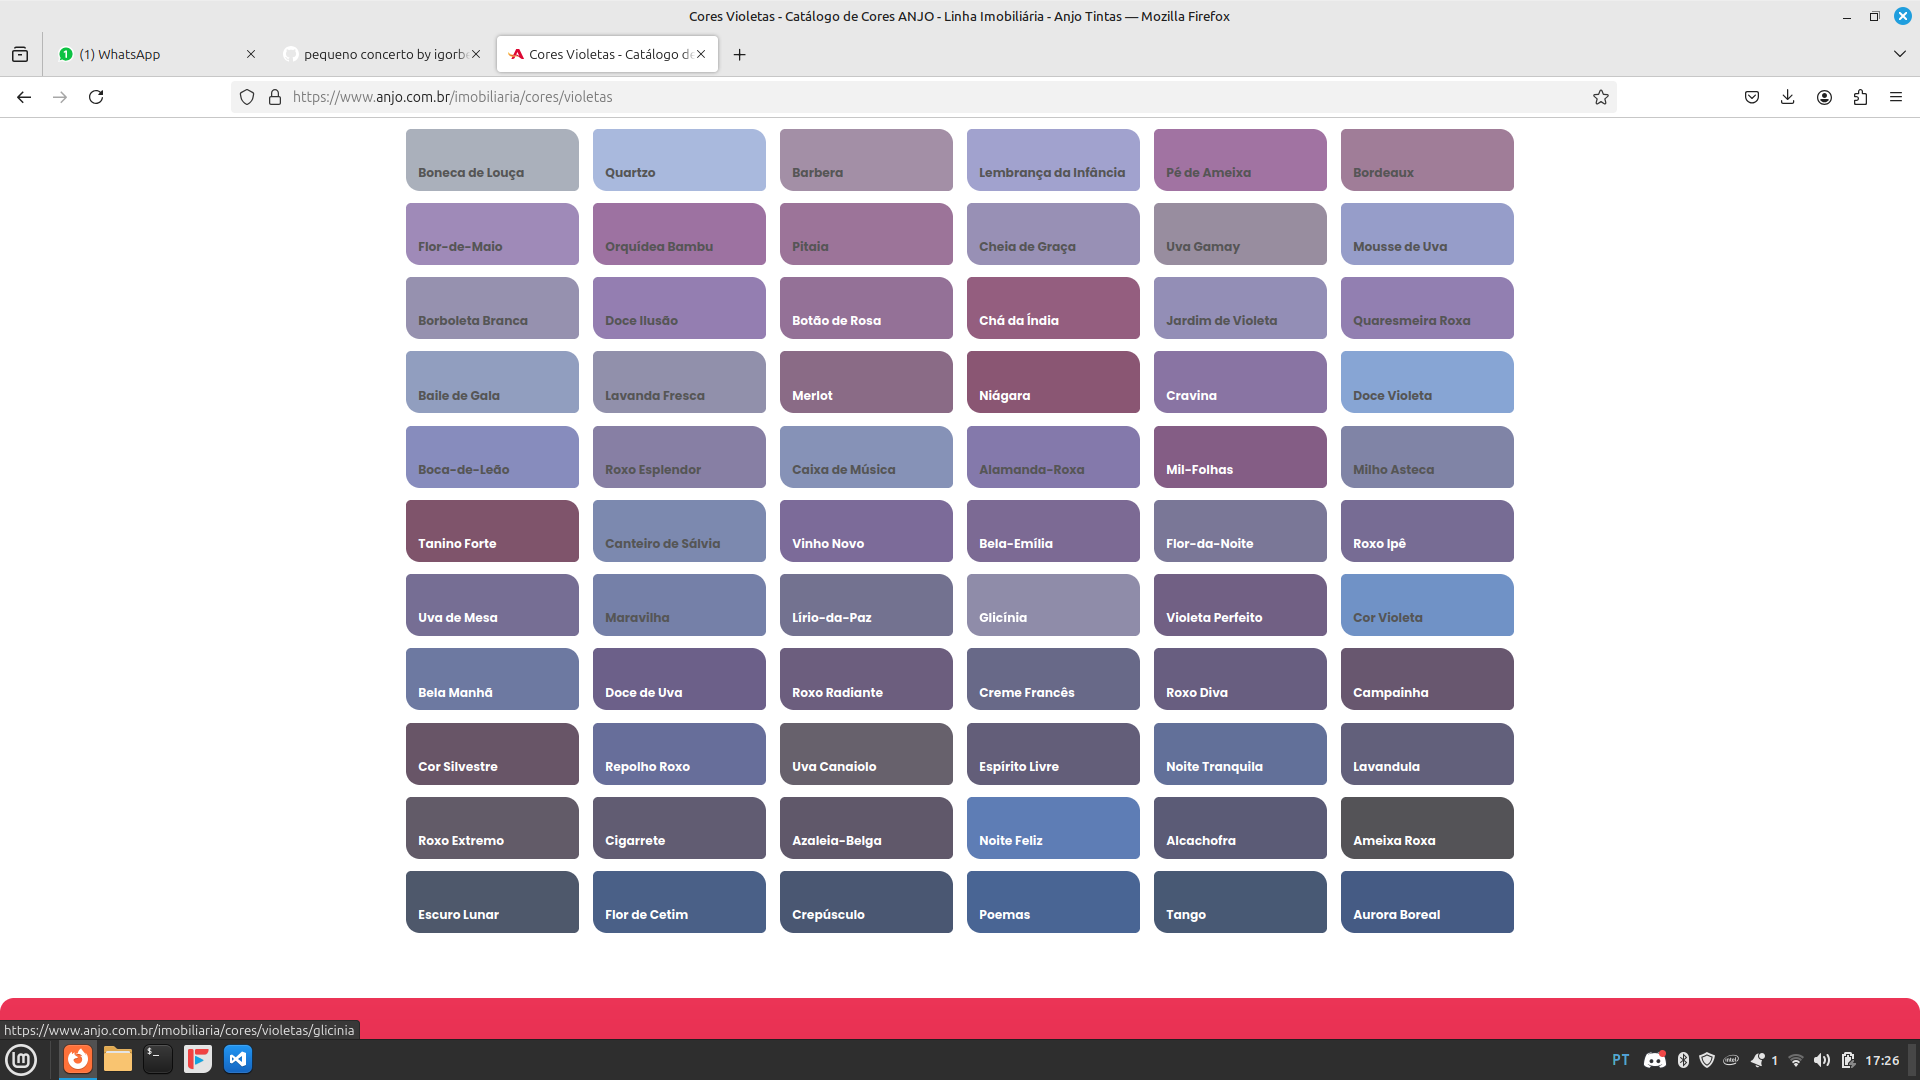 Cores Violetas - Catálogo de Cores ANJO - Linha Imobiliária - Anjo Tintas — Mozilla Firefox
(1) WhatsApp
pequeno concerto by igorb
Cores Violetas - Catálogo d
https://www.anjo.com.br/imobiliaria/cores/violetas
Boneca de Louça Quartzo Barbera Lembrança da Infância Pé de Ameixa Bordeaux
Flor-de-Maio Orquídea Bambu Pitaia Cheia de Graça Uva Gamay Mousse de Uva
Borboleta Branca Doce Ilusão Botão de Rosa Chá da Índia Jardim de Violeta Quaresmeira Roxa
Baile de Gala Lavanda Fresca Merlot Niágara Cravina Doce Violeta
Boca-de-Leão Roxo Esplendor Caixa de Música Alamanda-Roxa Mil-Folhas Milho Asteca
Tanino Forte Canteiro de Sálvia Vinho Novo Bela-Emília Flor-da-Noite Roxo Ipê
Uva de Mesa Maravilha Lírio-da-Paz Glicínia Violeta Perfeito Cor Violeta
Bela Manhã Doce de Uva Roxo Radiante Creme Francês Roxo Diva Campainha
Cor Silvestre Repolho Roxo Uva Canaiolo Espírito Livre Noite Tranquila Lavandula
Roxo Extremo Cigarrete Azaleia-Belga Noite Feliz Alcachofra Ameixa Roxa
Escuro Lunar Flor de Cetim Crepúsculo Poemas Tango Aurora Boreal
https://www.anjo.com.br/imobiliaria/cores/violetas/glicinia
PT 1 17:26